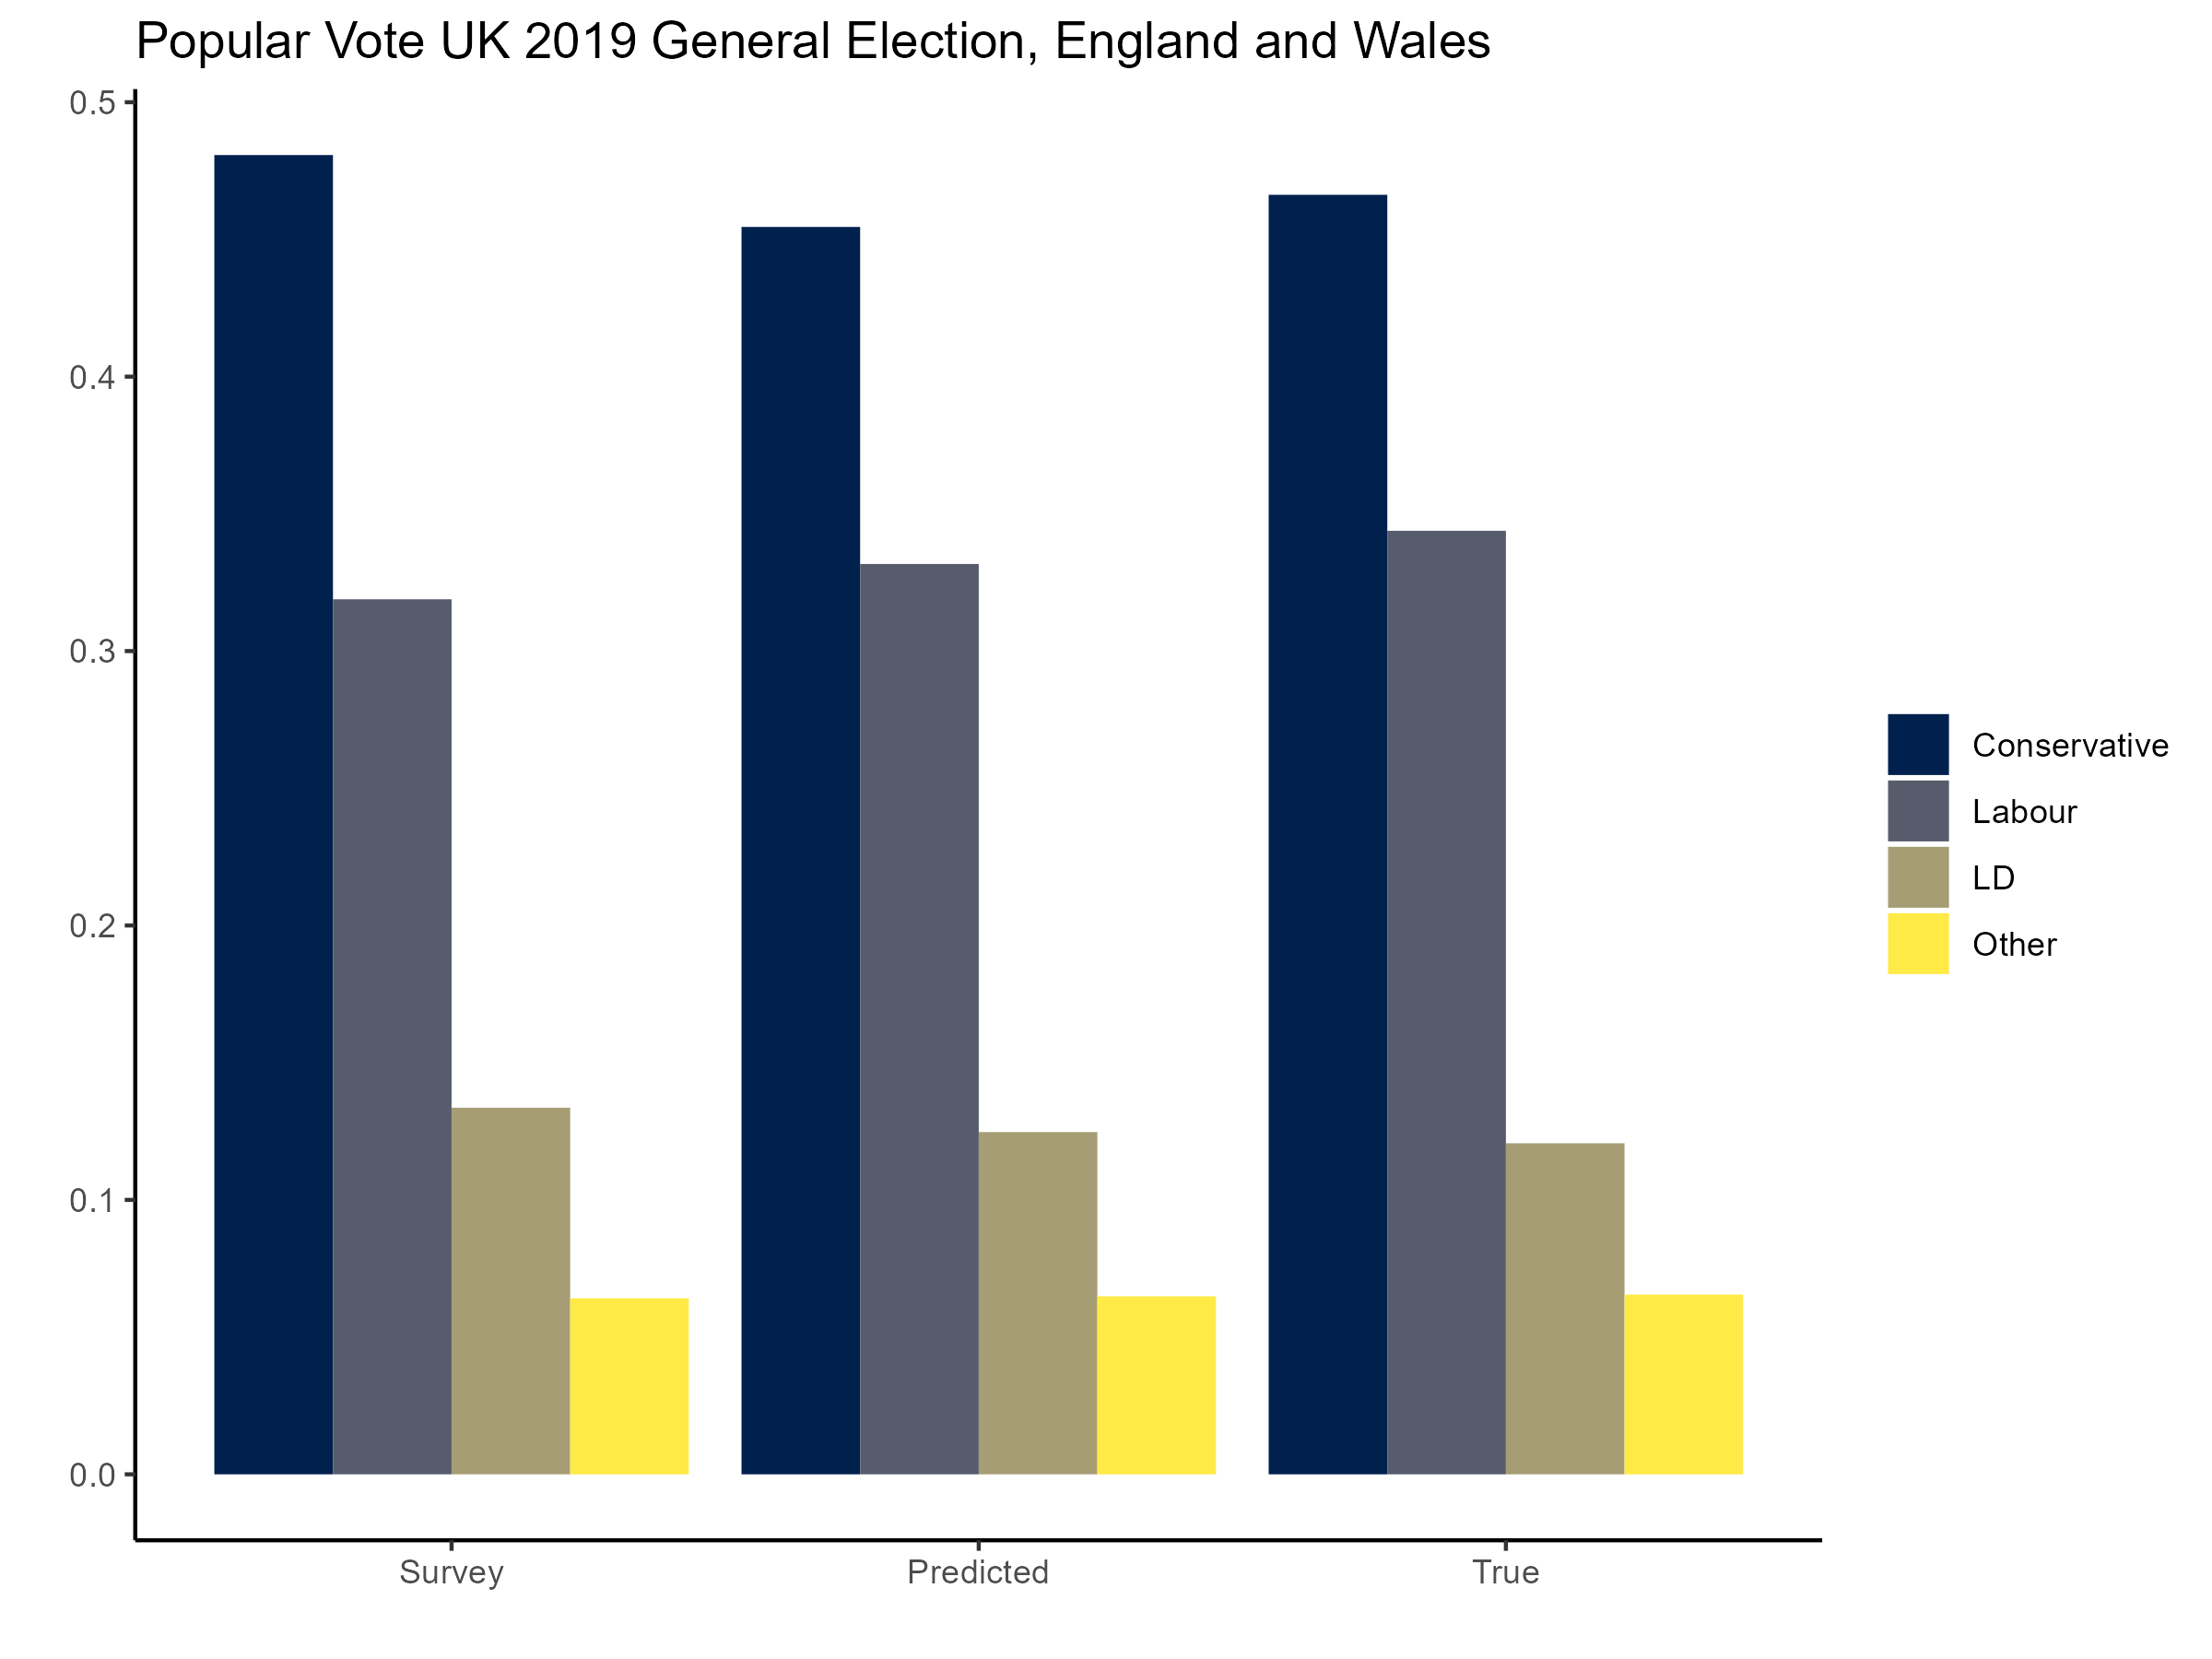 Popular Vote UK 2019 General Election, England and Wales
0.5
0.4
0.3
0.2
0.1
0.0
Survey Predicted True
Conservative
Labour
LD
Other